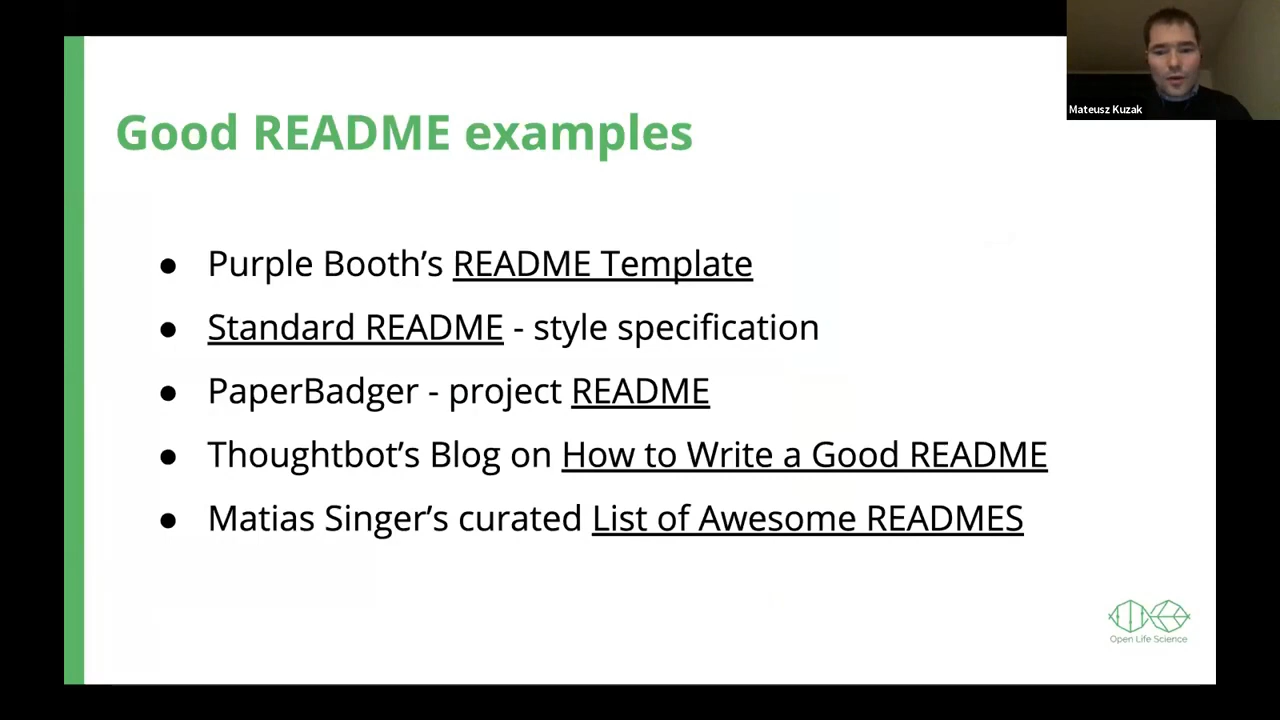 Mateusz Kuzak
Good README examples
● Purple Booth’s README Template
● Standard README - style specification
● PaperBadger - project README
● Thoughtbot’s Blog on How to Write a Good README
● Matias Singer’s curated List of Awesome READMES
Open Life Science